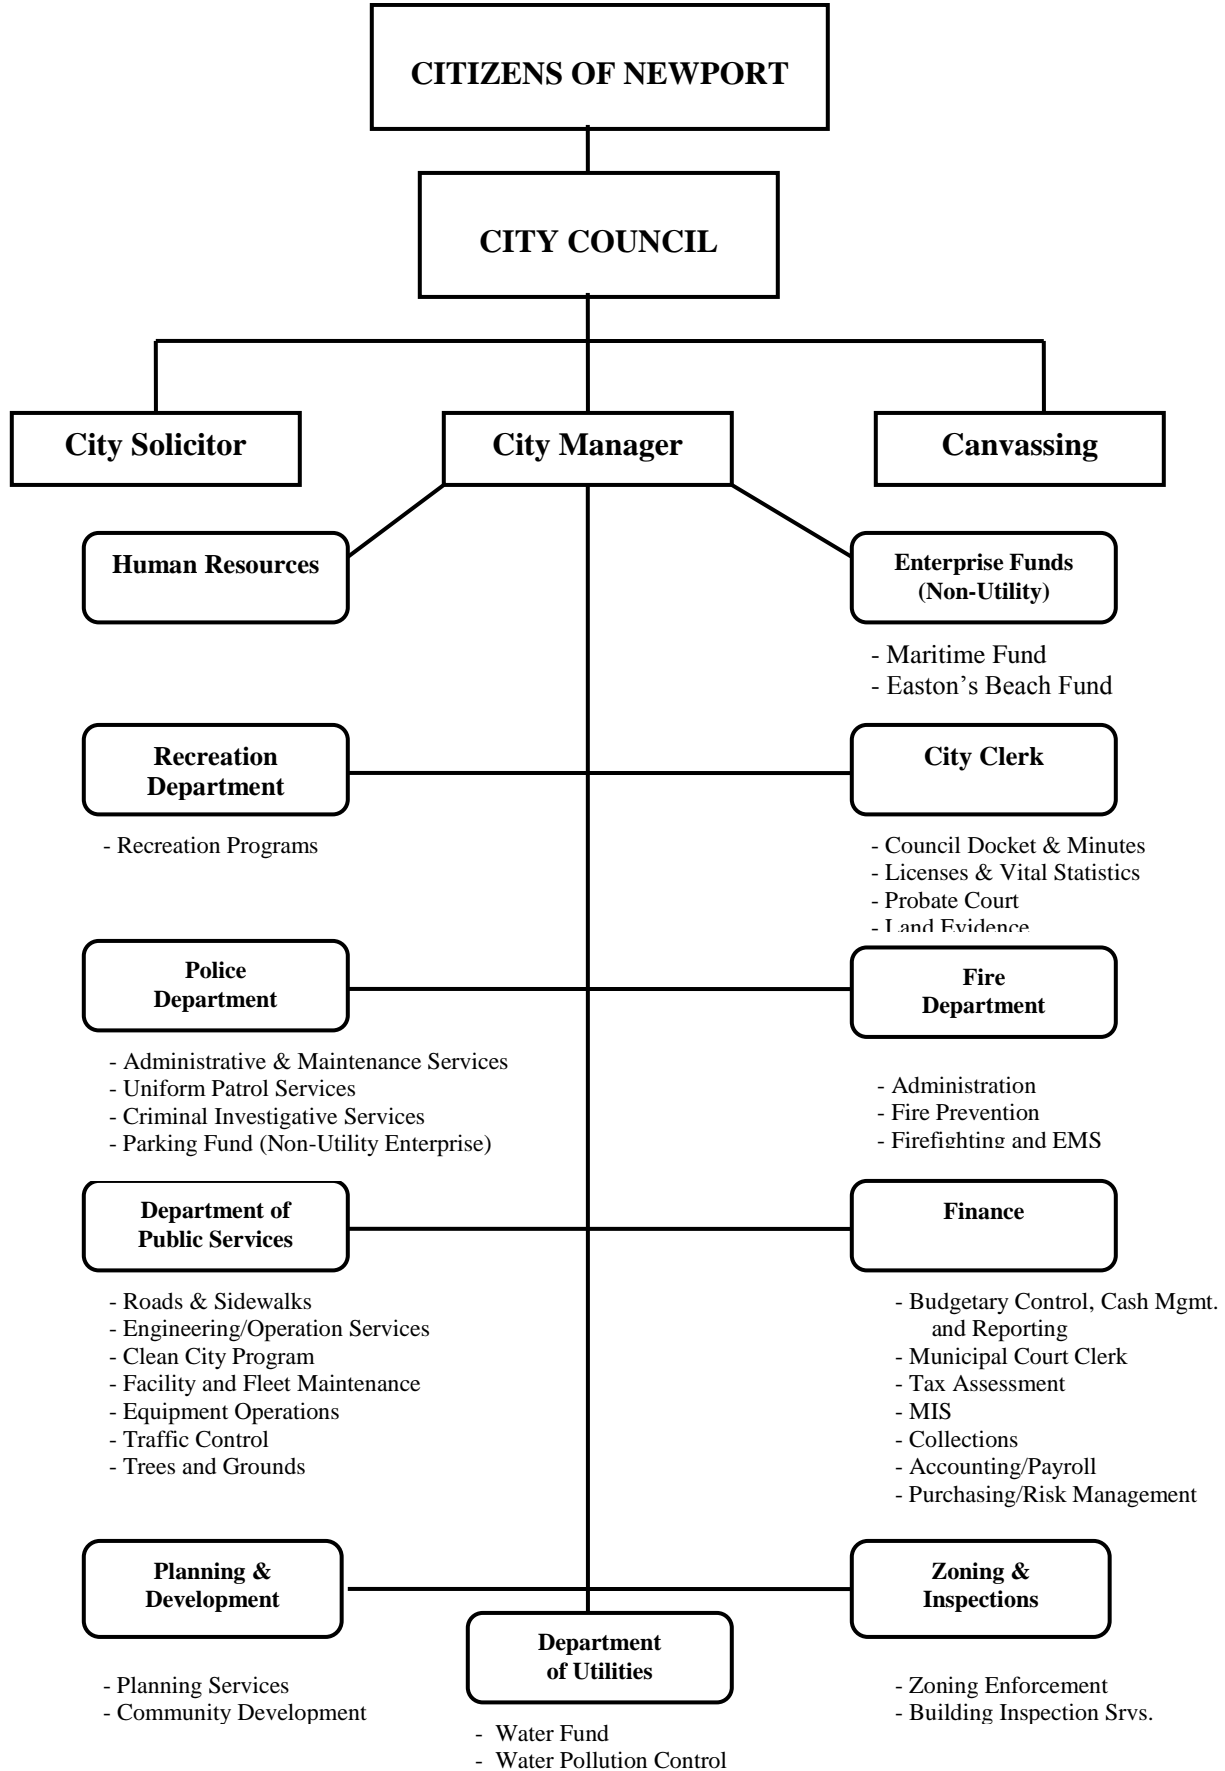 CITIZENS OF NEWPORT
CITY COUNCIL
City Solicitor
City Manager
Canvassing
Human Resources
Enterprise Funds
(Non-Utility)
- Maritime Fund
- Easton’s Beach Fund
Recreation
Department
- Recreation Programs
City Clerk
- Council Docket & Minutes
- Licenses & Vital Statistics
- Probate Court
- Land Evidence
Police
Department
- Administrative & Maintenance Services
- Uniform Patrol Services
- Criminal Investigative Services
- Parking Fund (Non-Utility Enterprise)
Fire
Department
- Administration
- Fire Prevention
- Firefighting and EMS
Department of
Public Services
- Roads & Sidewalks
- Engineering/Operation Services
- Clean City Program
- Facility and Fleet Maintenance
- Equipment Operations
- Traffic Control
- Trees and Grounds
Finance
- Budgetary Control, Cash Mgmt.
and Reporting
- Municipal Court Clerk
- Tax Assessment
- MIS
- Collections
- Accounting/Payroll
- Purchasing/Risk Management
Planning &
Development
- Planning Services
- Community Development
Department
of Utilities
- Water Fund
- Water Pollution Control
Zoning &
Inspections
- Zoning Enforcement
- Building Inspection Srvs.